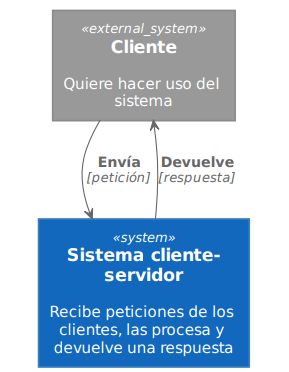 «external_system»
Cliente
Quiere hacer uso del
sistema
Envía
[petición]
Devuelve
[respuesta]
«system»
Sistema cliente-
servidor
Recibe peticiones de los
clientes, las procesa y
devuelve una respuesta